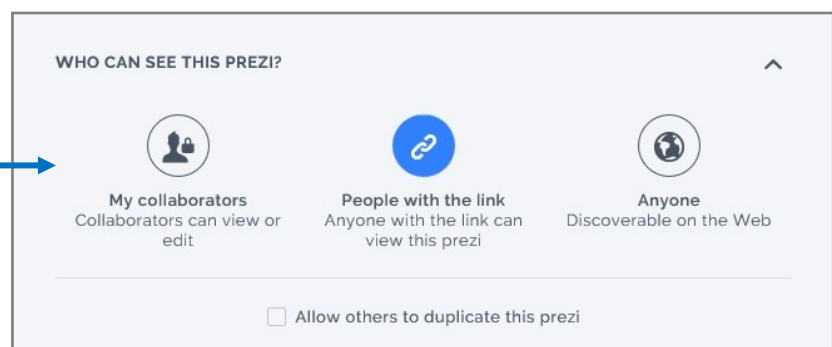 WHO CAN SEE THIS PREZI?
My collaborators
Collaborators can view or
edit
People with the link
Anyone with the link can
view this prezi
Anyone
Discoverable on the Web
Allow others to duplicate this prezi